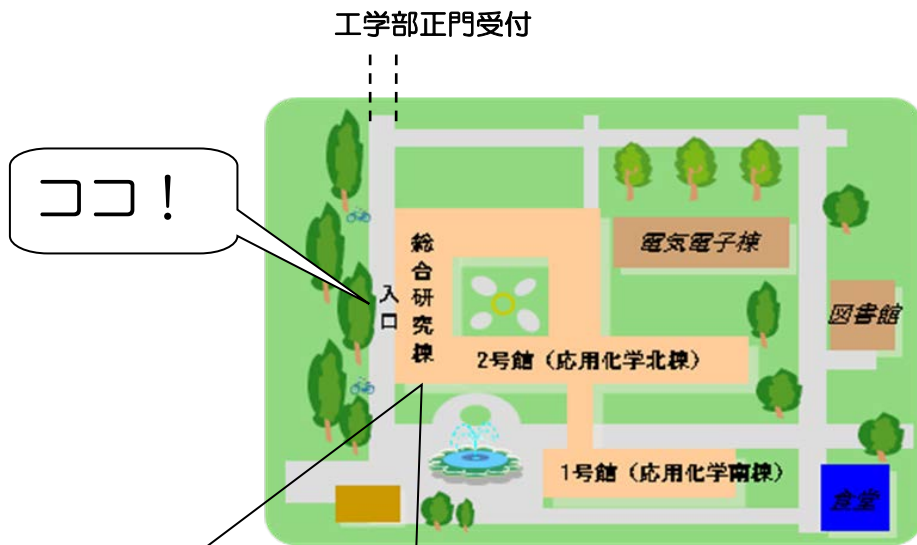 工学部正門受付
ココ！
総合研究棟
入口
電気電子棟
図書館
2号館（応用化学北棟）
1号館（応用化学南棟）
食堂